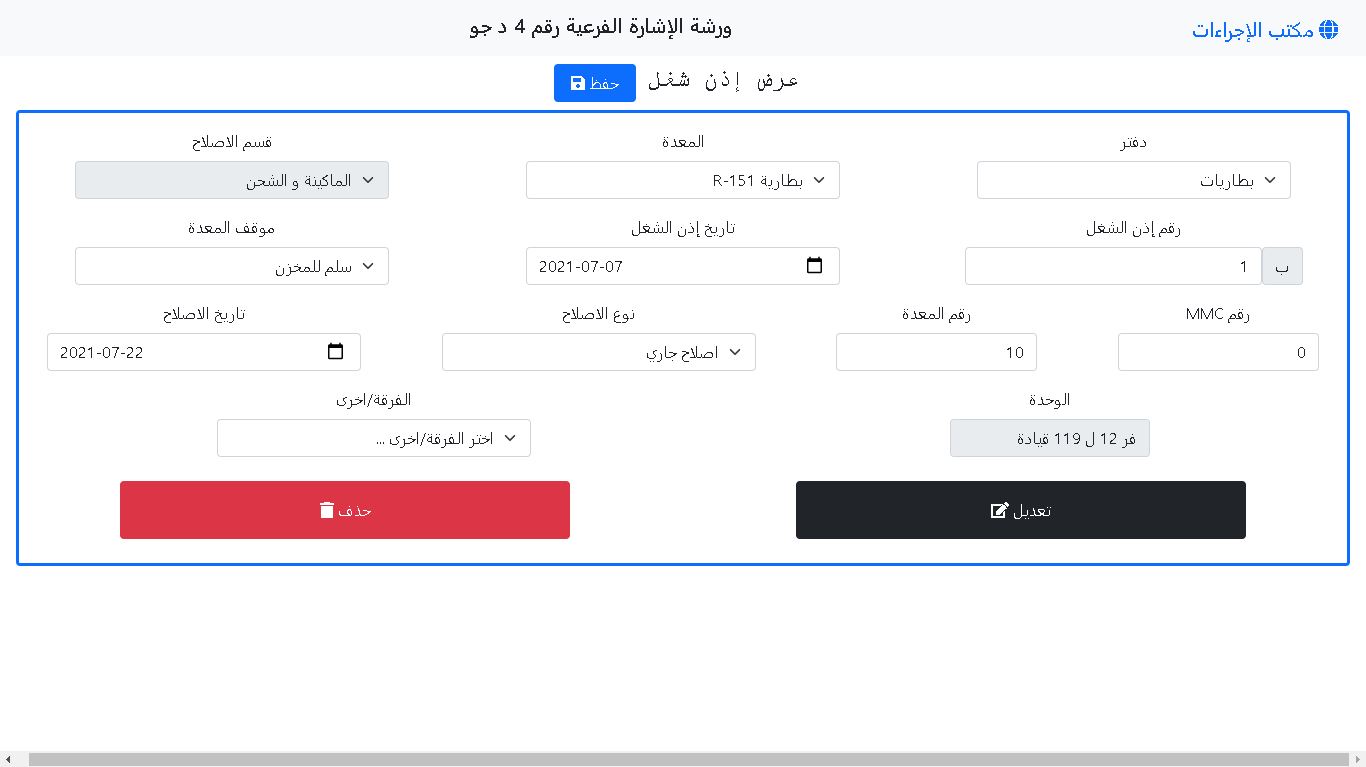 مكتب الإجراءات
ورشة الإشارة الفرعية رقم 4 د جو
عرض إذن شغل
حفظ
دفتر
المعدة
قسم الاصلاح
بطاريات
بطارية R-151
الماكينة و الشحن
رقم إذن الشغل
تاريخ إذن الشغل
موقف المعدة
ب
1
2021-07-07
سلم للمخزن
رقم MMC
رقم المعدة
نوع الاصلاح
تاريخ الاصلاح
0
10
اصلاح جاري
2021-07-22
الوحدة
الفرقة/اخرى
فر 12 ل 119 قيادة
اختر الفرقة/اخرى ...
تعديل
حذف